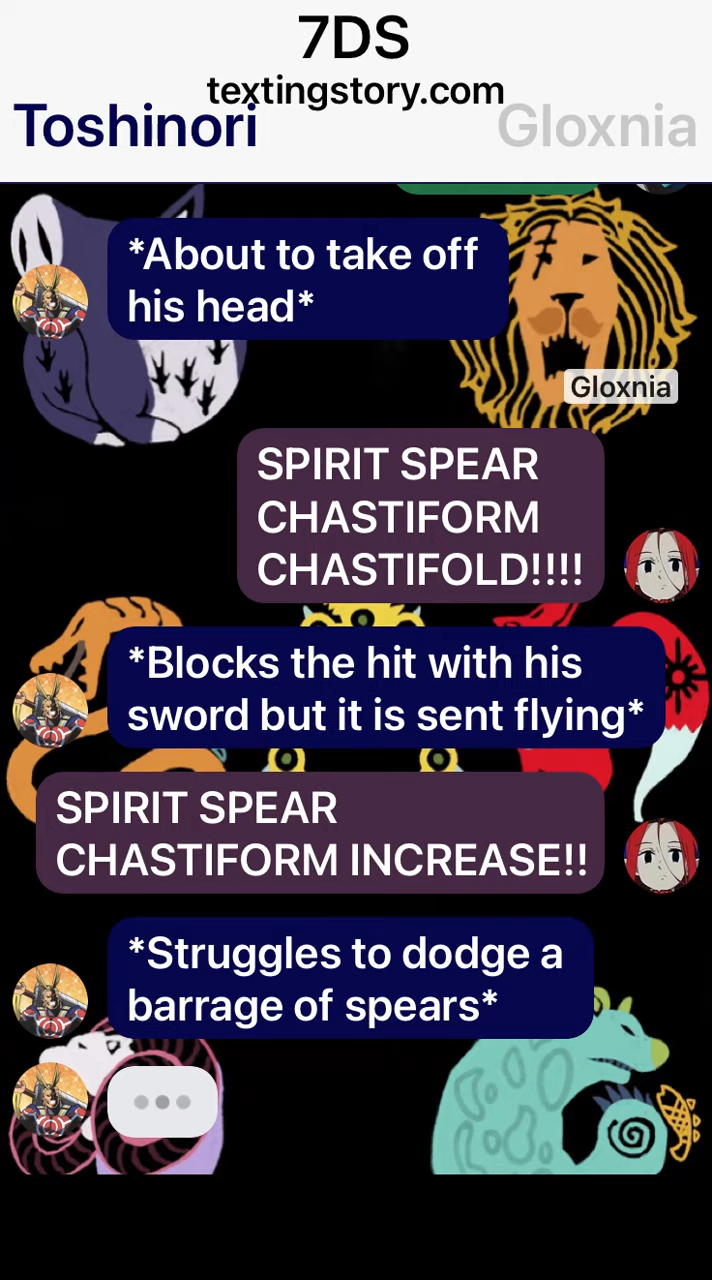 7DS
textingstory.com
Toshinori
Gloxnia
*About to take off
his head*
Gloxnia
SPIRIT SPEAR
CHASTIFORM
CHASTIFOLD!!!!
*Blocks the hit with his
sword but it is sent flying*
SPIRIT SPEAR
CHASTIFORM INCREASE!!
*Struggles to dodge a
barrage of spears*